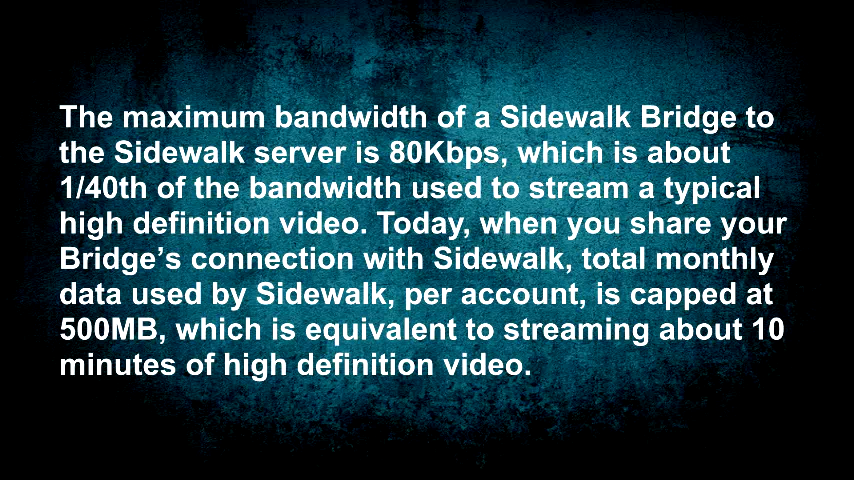 The maximum bandwidth of a Sidewalk Bridge to
the Sidewalk server is 80Kbps, which is about
1/40th of the bandwidth used to stream a typical
high definition video. Today, when you share your
Bridge’s connection with Sidewalk, total monthly
data used by Sidewalk, per account, is capped at
500MB, which is equivalent to streaming about 10
minutes of high definition video.